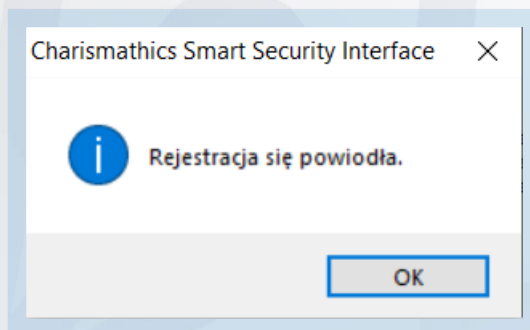 Charismathics Smart Security Interface
Rejestracja się powiodła.
OK